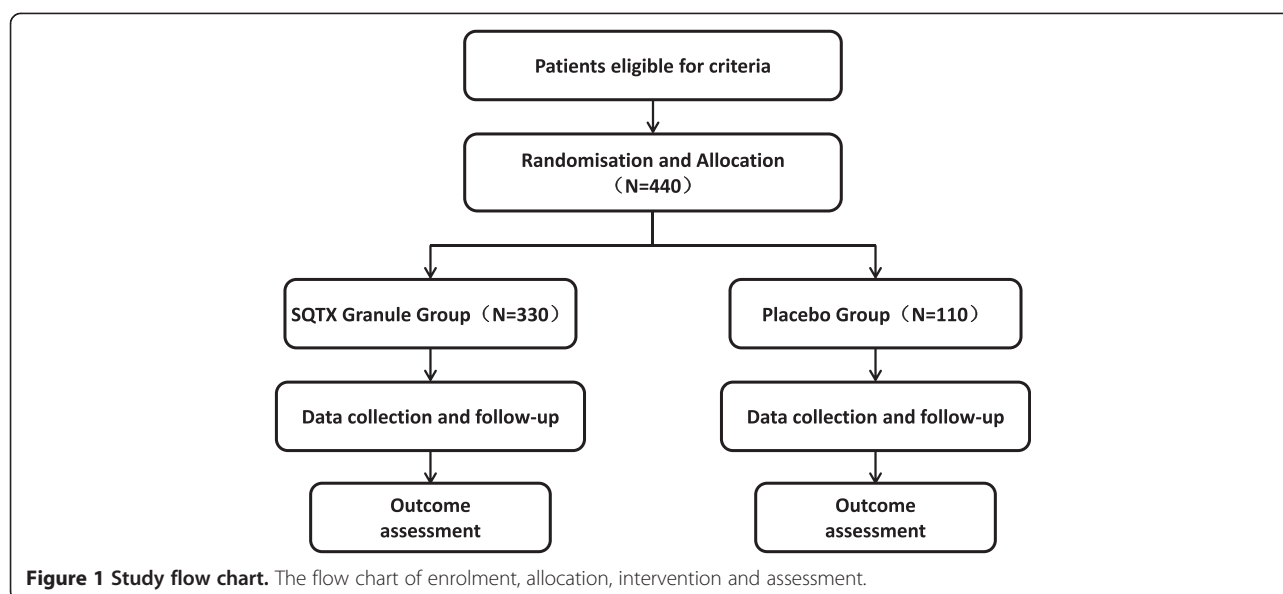 Patients eligible for criteria
Randomisation and Allocation
（N=440）
SQTX Granule Group（N=330）
Placebo Group（N=110）
Data collection and follow-up
Data collection and follow-up
Outcome
assessment
Outcome
assessment
Figure 1 Study flow chart. The flow chart of enrolment, allocation, intervention and assessment.